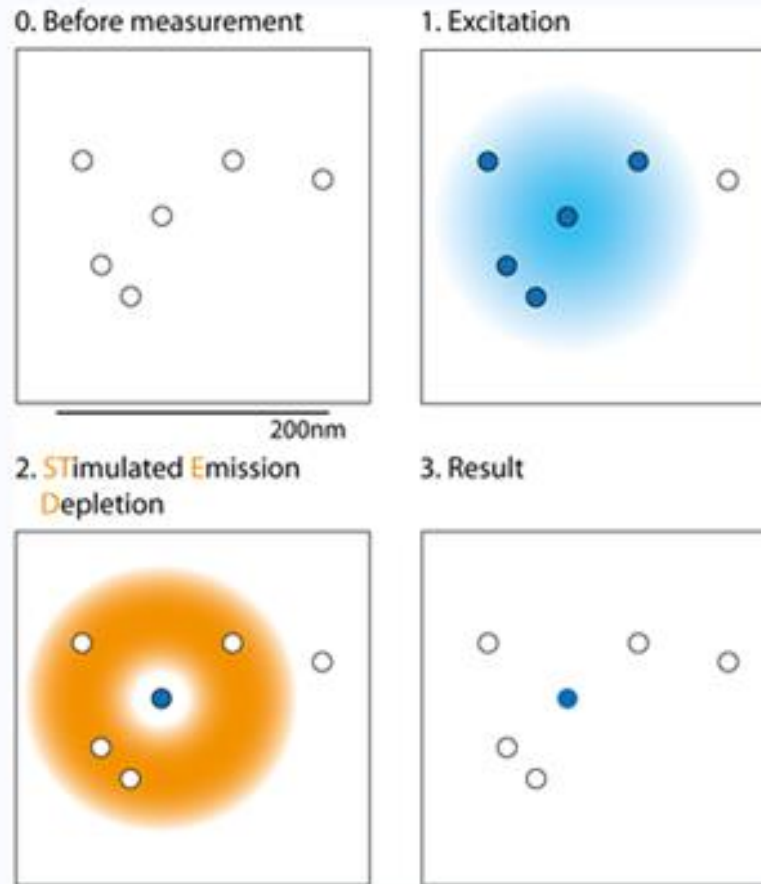 0. Before measurement
1. Excitation
200nm
2. STimulated Emission
Depletion
3. Result